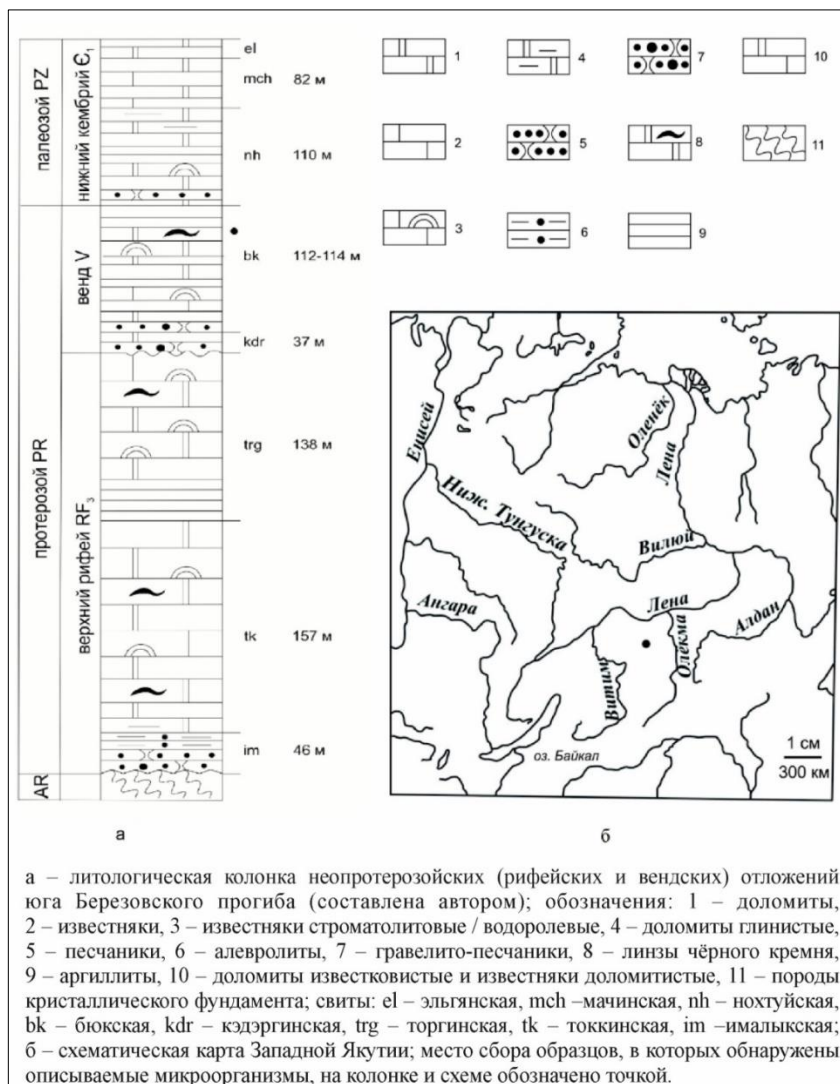 палеозой PZ
нижний кембрий Є₁
el
mch 82 м
nh 110 м
протерозой PR
венд V
bk 112-114 м
kdr 37 м
верхний рифей RF₃
trg 138 м
tk 157 м
im 46 м
AR
а
1
4
7
10
2
5
8
11
3
6
9
Енисей
Оленёк
Лена
Ниж. Тунгуска
Вилюй
Ангара
Лена
Алдан
Олёкма
Витим
оз. Байкал
1 см
300 км
б
а – литологическая колонка неопротерозойских (рифейских и вендских) отложений
юга Березовского прогиба (составлена автором); обозначения: 1 – доломиты,
2 – известняки, 3 – известняки строматолитовые / водоролевые, 4 – доломиты глинистые,
5 – песчаники, 6 – алевролиты, 7 – гравелито-песчаники, 8 – линзы чёрного кремня,
9 – аргиллиты, 10 – доломиты известковистые и известняки доломитистые, 11 – породы
кристаллического фундамента; свиты: el – эльгянская, mch –мачинская, nh – нохтуйская,
bk – бюкская, kdr – кэдэргинская, trg – торгинская, tk – токкинская, im –ималыкская;
б – схематическая карта Западной Якутии; место сбора образцов, в которых обнаружены
описываемые микроорганизмы, на колонке и схеме обозначено точкой.